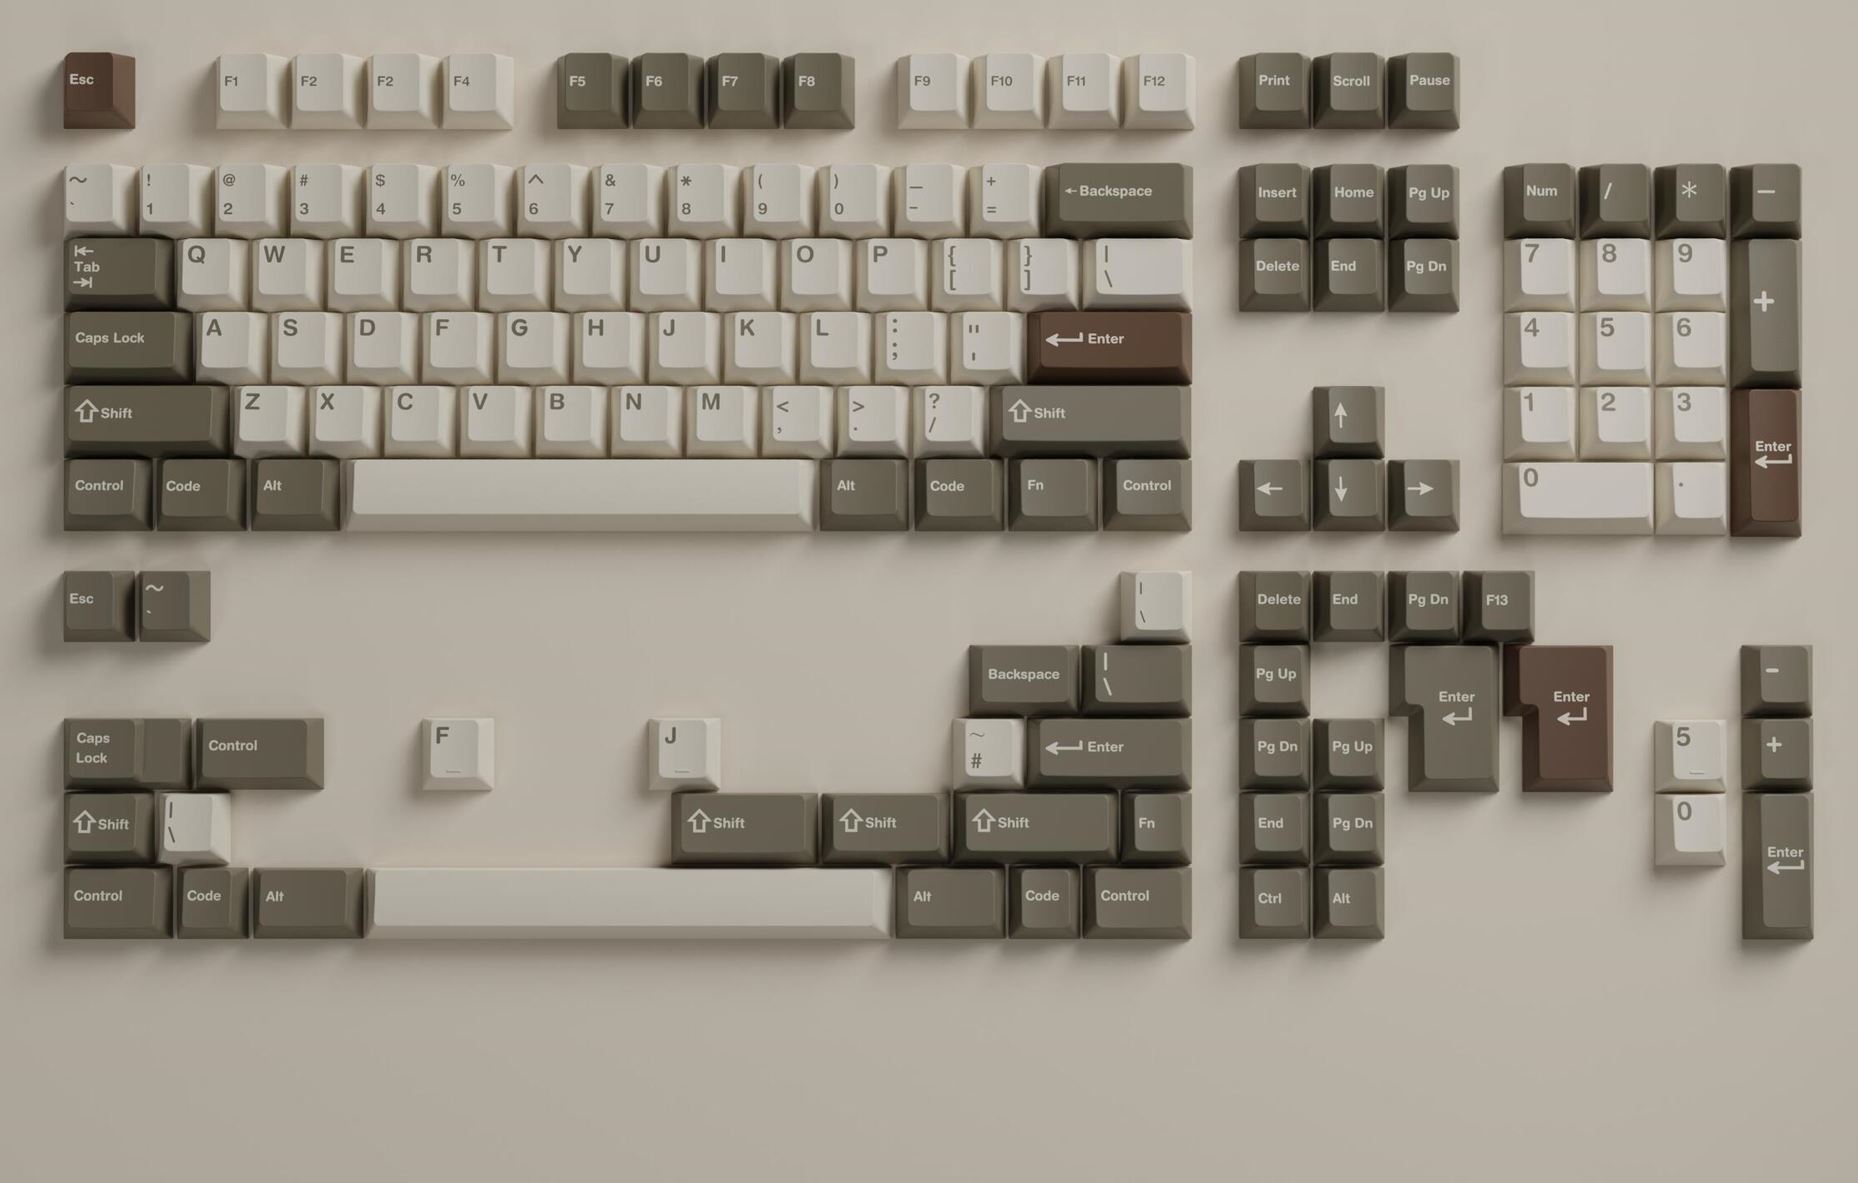 Esc F1 F2 F2 F4 F5 F6 F7 F8 F9 F10 F11 F12 Print Scroll Pause
~ ! @ # $ % ^ & * ( ) _ +
` 1 2 3 4 5 6 7 8 9 0 - = ←Backspace Insert Home Pg Up Num / * −
⇤
Tab
⇥
Q W E R T Y U I O P { | 
[ } ] \ Delete End Pg Dn 7 8 9 +
Caps Lock A S D F G H J K L : " ↵ Enter 4 5 6
; '
⇧Shift Z X C V B N M < > ? ⇧Shift ↑ 1 2 3 Enter ↵
, . /
Control Code Alt Alt Code Fn Control ← ↓ → 0 .
Esc ~ | Delete End Pg Dn F13
` \
Backspace | Pg Up Enter ↵ Enter ↵ -
\
Caps
Lock
Control F J ~ ↵ Enter Pg Dn Pg Up 5 +
#
⇧Shift | ⇧Shift ⇧Shift ⇧Shift Fn End Pg Dn 0 Enter ↵
\
Control Code Alt Alt Code Control Ctrl Alt